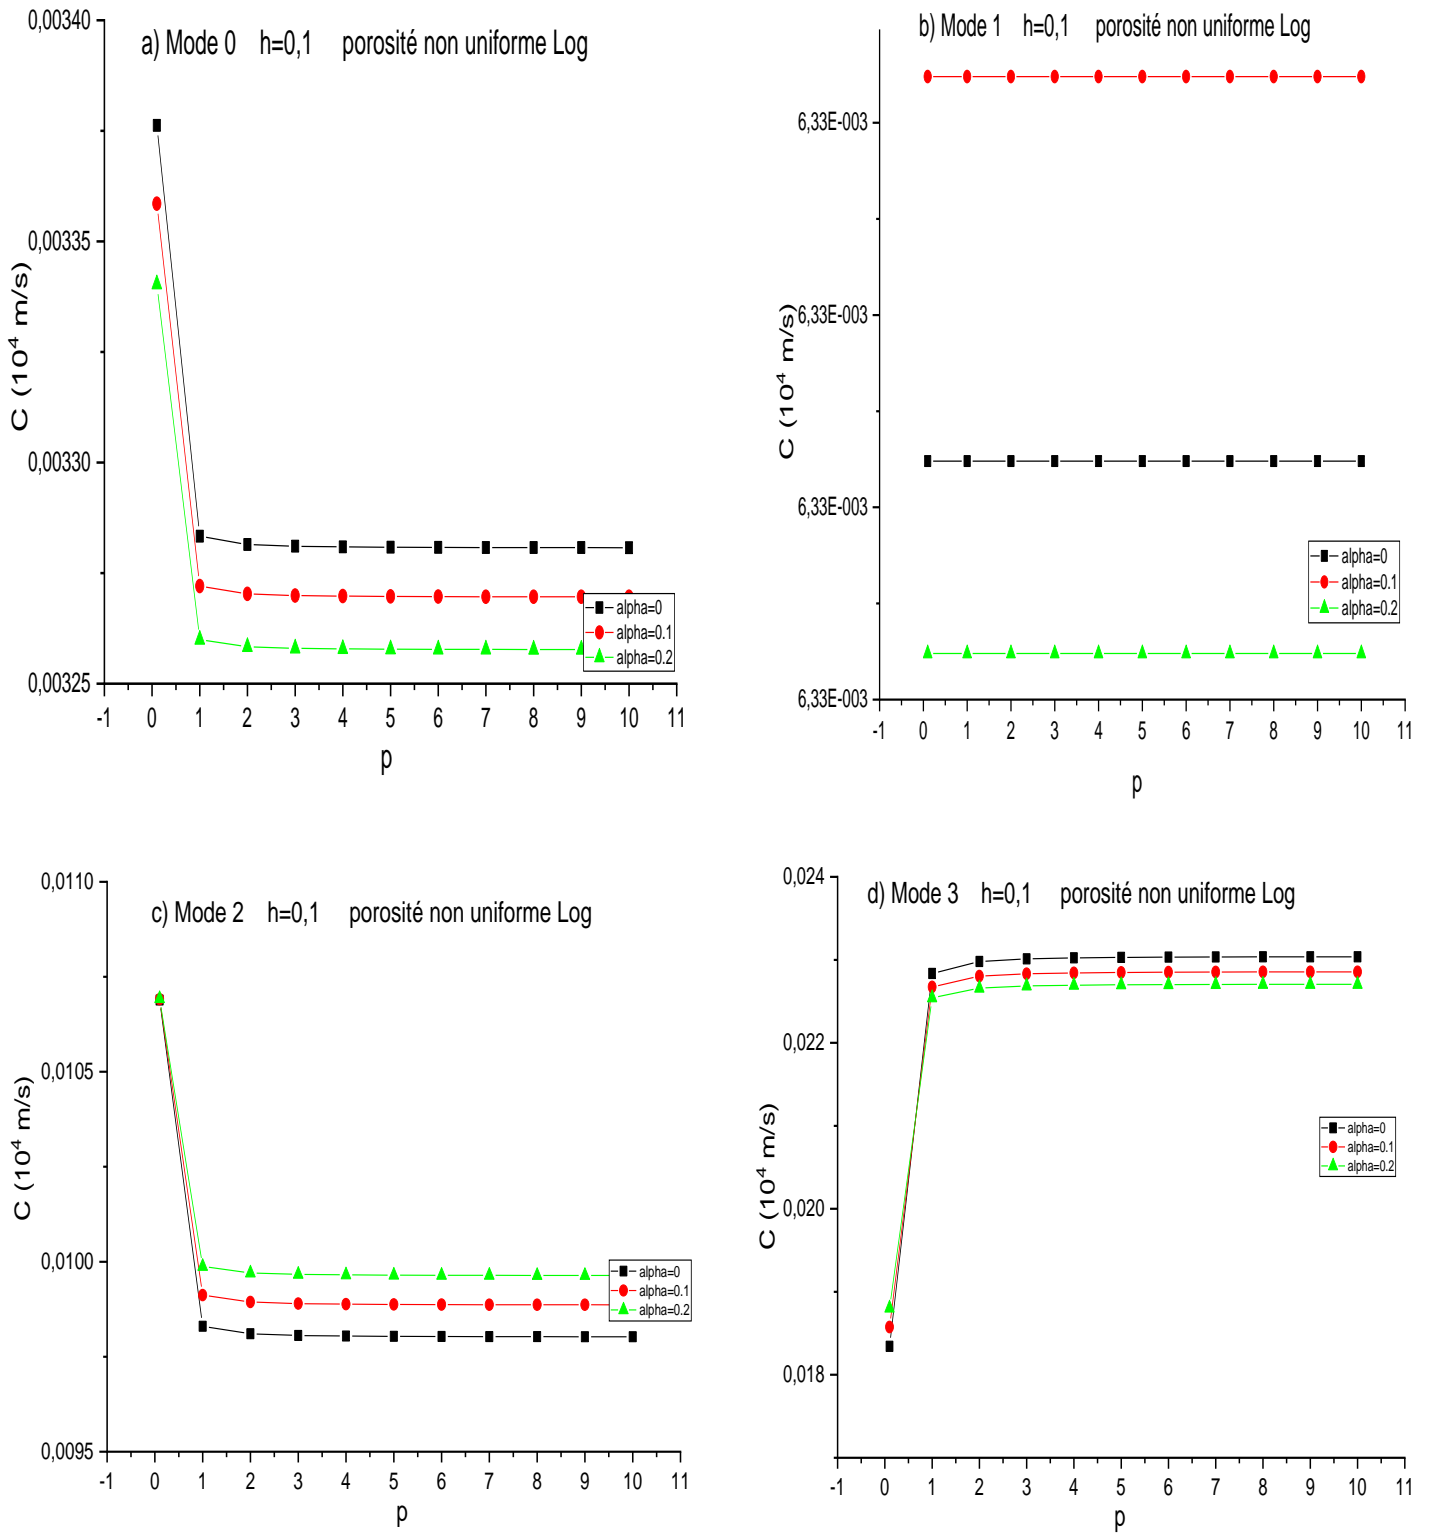 a) Mode 0 h=0,1 porosité non uniforme Log
0,00340
0,00335
0,00330
0,00325
C (10⁴ m/s)
-1 0 1 2 3 4 5 6 7 8 9 10 11
p
alpha=0
alpha=0.1
alpha=0.2
b) Mode 1 h=0,1 porosité non uniforme Log
6,33E-003
6,33E-003
6,33E-003
6,33E-003
C (10⁴ m/s)
-1 0 1 2 3 4 5 6 7 8 9 10 11
p
alpha=0
alpha=0.1
alpha=0.2
c) Mode 2 h=0,1 porosité non uniforme Log
0,0110
0,0105
0,0100
0,0095
C (10⁴ m/s)
-1 0 1 2 3 4 5 6 7 8 9 10 11
p
alpha=0
alpha=0.1
alpha=0.2
d) Mode 3 h=0,1 porosité non uniforme Log
0,024
0,022
0,020
0,018
C (10⁴ m/s)
-1 0 1 2 3 4 5 6 7 8 9 10 11
p
alpha=0
alpha=0.1
alpha=0.2